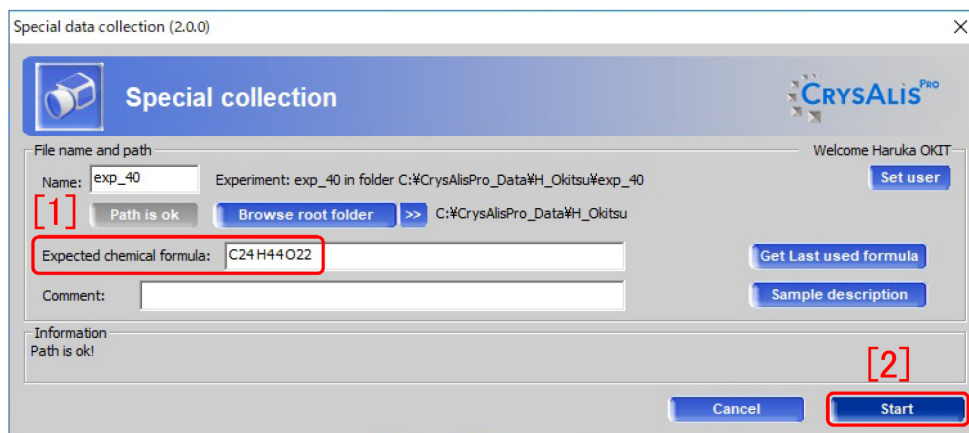 Special data collection (2.0.0)
Special collection
CRYSALIS PRO
File name and path
Welcome Haruka OKIT
Name: exp_40 Experiment: exp_40 in folder C:¥CrysAlisPro_Data¥H_Okitsu¥exp_40 Set user
[1] Path is ok Browse root folder >> C:¥CrysAlisPro_Data¥H_Okitsu
Expected chemical formula: C24H44O22 Get Last used formula
Comment: Sample description
Information
Path is ok!
[2]
Cancel Start